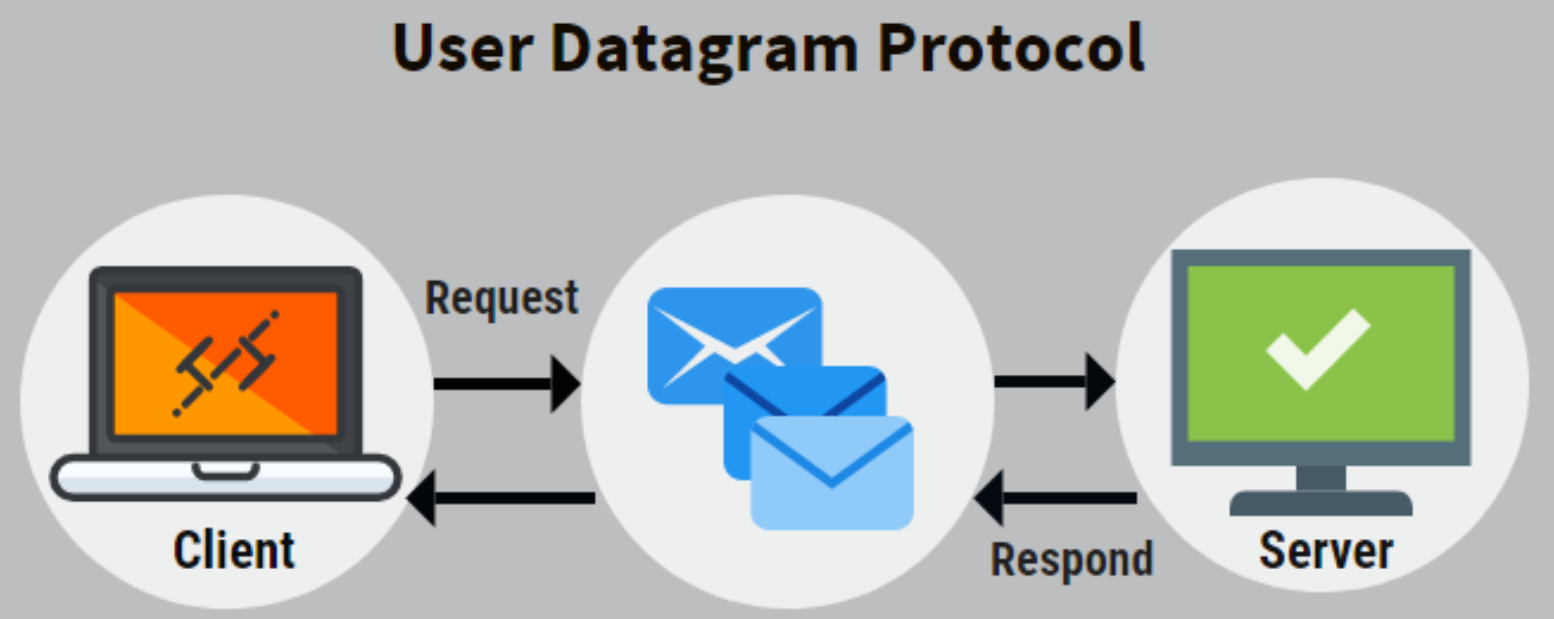 User Datagram Protocol
Request
Client
Respond
Server